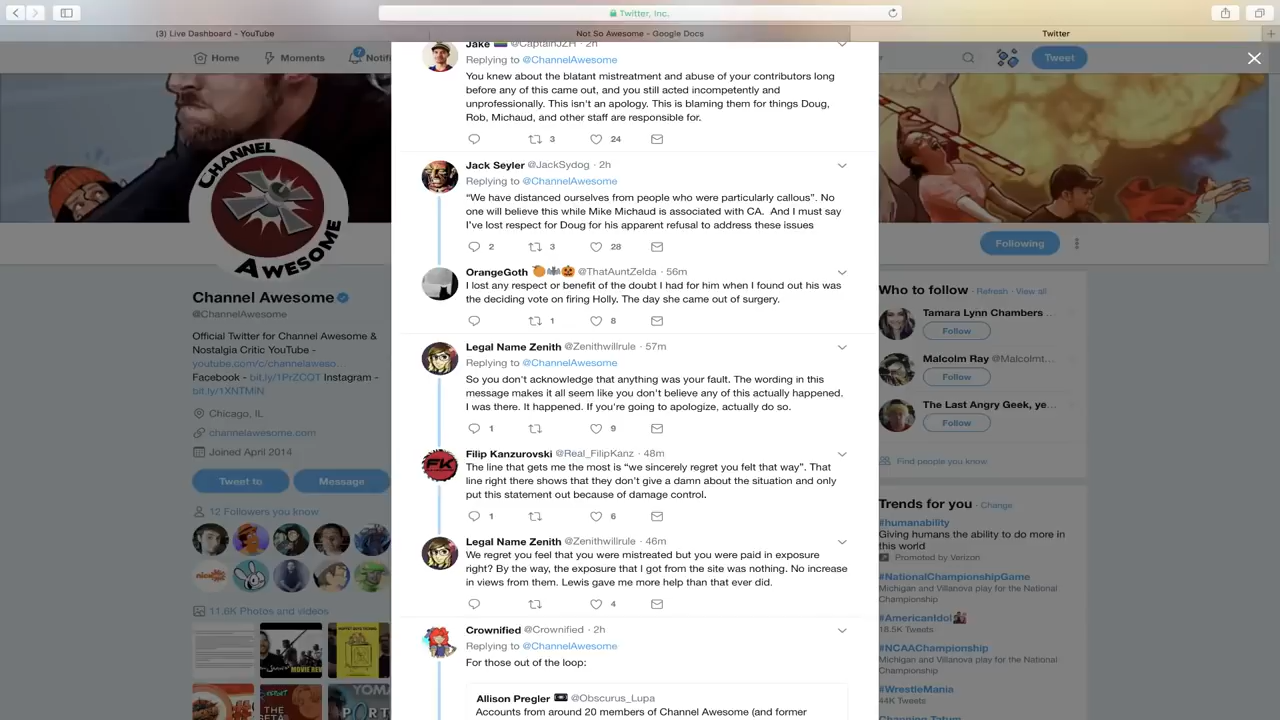 Twitter, Inc.
(3) Live Dashboard - YouTube
Not So Awesome - Google Docs
Twitter
Home
Moments
7
Notifi
Tweet
Jake @CaptainJZH · 2h
Replying to @ChannelAwesome
You knew about the blatant mistreatment and abuse of your contributors long
before any of this came out, and you still acted incompetently and
unprofessionally. This isn't an apology. This is blaming them for things Doug,
Rob, Michaud, and other staff are responsible for.
3 24
Jack Seyler @JackSydog · 2h
Replying to @ChannelAwesome
“We have distanced ourselves from people who were particularly callous”. No
one will believe this while Mike Michaud is associated with CA. And I must say
I've lost respect for Doug for his apparent refusal to address these issues
2 3 28
OrangeGoth @ThatAuntZelda · 56m
I lost any respect or benefit of the doubt I had for him when I found out his was
the deciding vote on firing Holly. The day she came out of surgery.
1 8
Legal Name Zenith @Zenithwillrule · 57m
Replying to @ChannelAwesome
So you don't acknowledge that anything was your fault. The wording in this
message makes it all seem like you don't believe any of this actually happened.
I was there. It happened. If you're going to apologize, actually do so.
1 9
Filip Kanzurovski @Real_FilipKanz · 48m
The line that gets me the most is “we sincerely regret you felt that way”. That
line right there shows that they don't give a damn about the situation and only
put this statement out because of damage control.
1 6
Legal Name Zenith @Zenithwillrule · 46m
We regret you feel that you were mistreated but you were paid in exposure
right? By the way, the exposure that I got from the site was nothing. No increase
in views from them. Lewis gave me more help than that ever did.
4
Crownified @Crownified · 2h
Replying to @ChannelAwesome
For those out of the loop:
Allison Pregler @Obscurus_Lupa
Accounts from around 20 members of Channel Awesome (and former
CHANNEL
AWESOME
Channel Awesome
@ChannelAwesome
Official Twitter for Channel Awesome &
Nostalgia Critic YouTube -
youtube.com/c/channelaweso…
Facebook - bit.ly/1PrZCQT Instagram -
bit.ly/1XNTMlN
Chicago, IL
channelawesome.com
Joined April 2014
Tweet to
Message
12 Followers you know
11.6K Photos and videos
MOVIE REV
THE
Following
Who to follow · Refresh · View all
Tamara Lynn Chambers ..
Follow
Malcolm Ray @Malcolmt...
Follow
The Last Angry Geek, ye...
Follow
Find people you know
Trends for you · Change
#humanability
Giving humans the ability to do more in
this world
Promoted by Verizon
#NationalChampionshipGame
Michigan and Villanova play for the National
Championship
#AmericanIdol
18.5K Tweets
#NCAAChampionship
Michigan and Villanova play for the National
Championship
#WrestleMania
44K Tweets
Channing Tatum